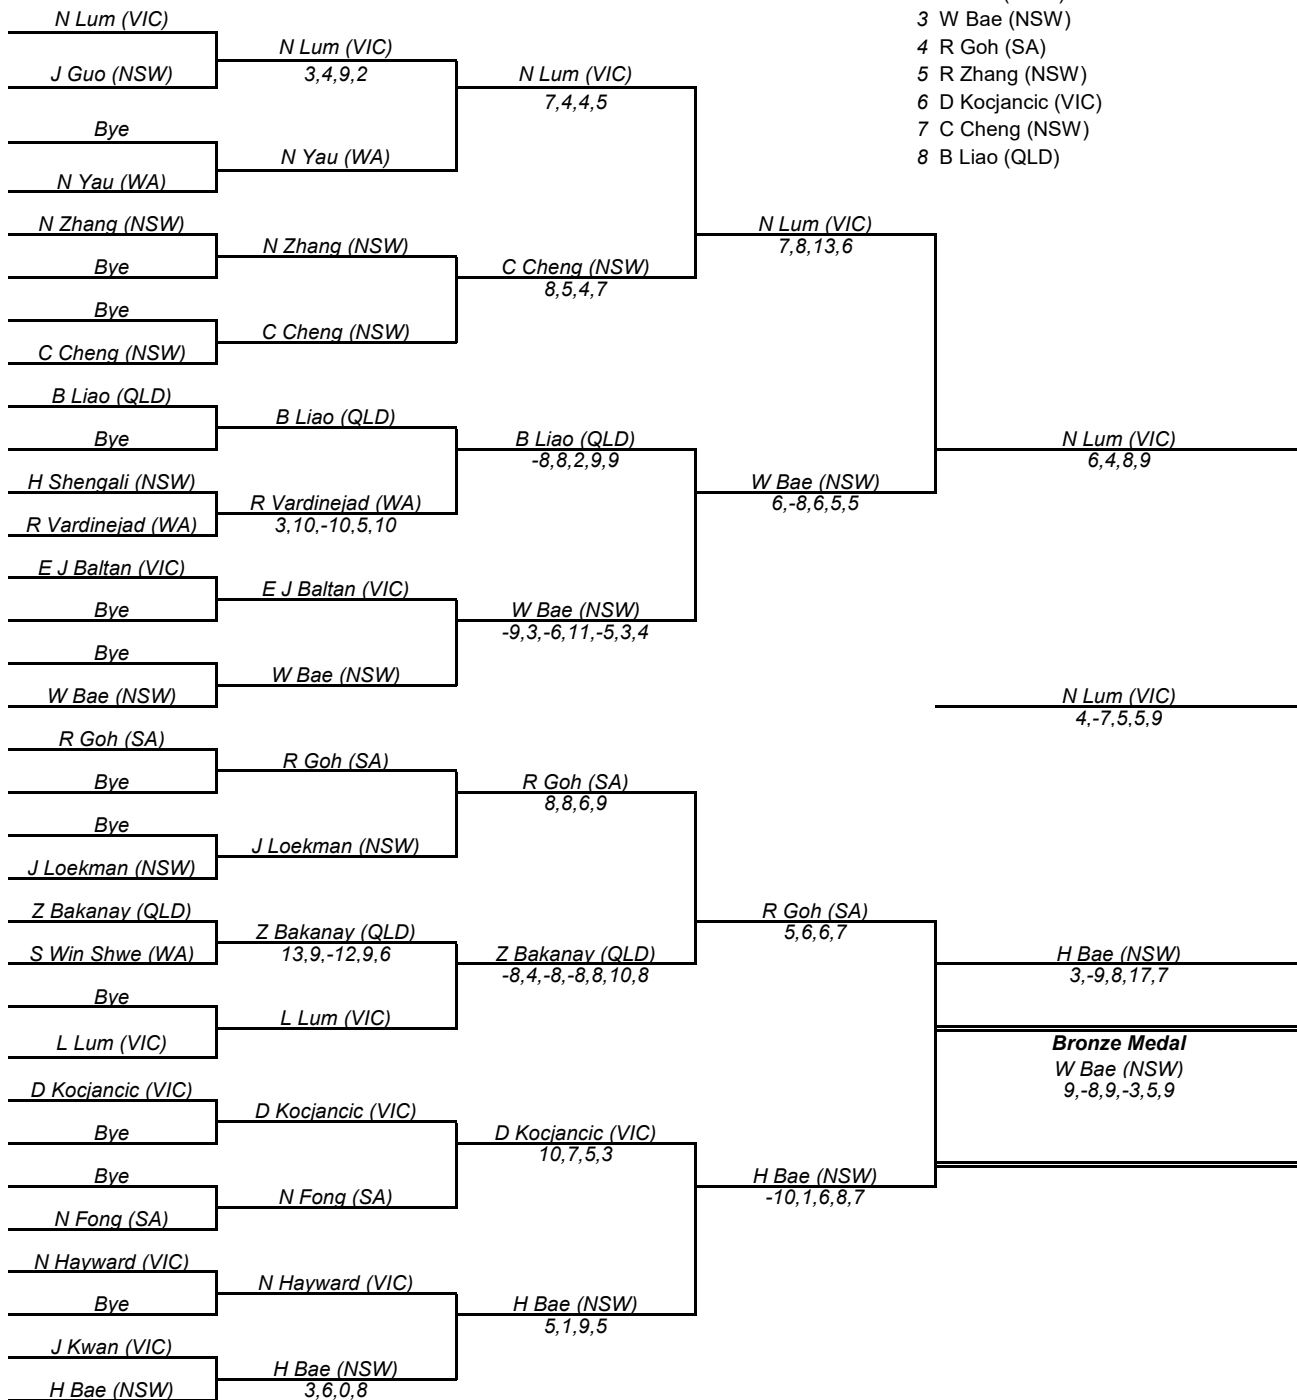 3 W Bae (NSW)
4 R Goh (SA)
5 R Zhang (NSW)
6 D Kocjancic (VIC)
7 C Cheng (NSW)
8 B Liao (QLD)
N Lum (VIC)
J Guo (NSW)
Bye
N Yau (WA)
N Zhang (NSW)
Bye
Bye
C Cheng (NSW)
B Liao (QLD)
Bye
H Shengali (NSW)
R Vardinejad (WA)
E J Baltan (VIC)
Bye
Bye
W Bae (NSW)
R Goh (SA)
Bye
Bye
J Loekman (NSW)
Z Bakanay (QLD)
S Win Shwe (WA)
Bye
L Lum (VIC)
D Kocjancic (VIC)
Bye
Bye
N Fong (SA)
N Hayward (VIC)
Bye
J Kwan (VIC)
H Bae (NSW)
N Lum (VIC)
3,4,9,2
N Yau (WA)
N Zhang (NSW)
C Cheng (NSW)
B Liao (QLD)
R Vardinejad (WA)
3,10,-10,5,10
E J Baltan (VIC)
W Bae (NSW)
R Goh (SA)
J Loekman (NSW)
Z Bakanay (QLD)
13,9,-12,9,6
L Lum (VIC)
D Kocjancic (VIC)
N Fong (SA)
N Hayward (VIC)
H Bae (NSW)
3,6,0,8
N Lum (VIC)
7,4,4,5
C Cheng (NSW)
8,5,4,7
B Liao (QLD)
-8,8,2,9,9
W Bae (NSW)
-9,3,-6,11,-5,3,4
R Goh (SA)
8,8,6,9
Z Bakanay (QLD)
-8,4,-8,-8,8,10,8
D Kocjancic (VIC)
10,7,5,3
H Bae (NSW)
5,1,9,5
N Lum (VIC)
7,8,13,6
W Bae (NSW)
6,-8,6,5,5
R Goh (SA)
5,6,6,7
H Bae (NSW)
-10,1,6,8,7
N Lum (VIC)
6,4,8,9
N Lum (VIC)
4,-7,5,5,9
H Bae (NSW)
3,-9,8,17,7
Bronze Medal
W Bae (NSW)
9,-8,9,-3,5,9